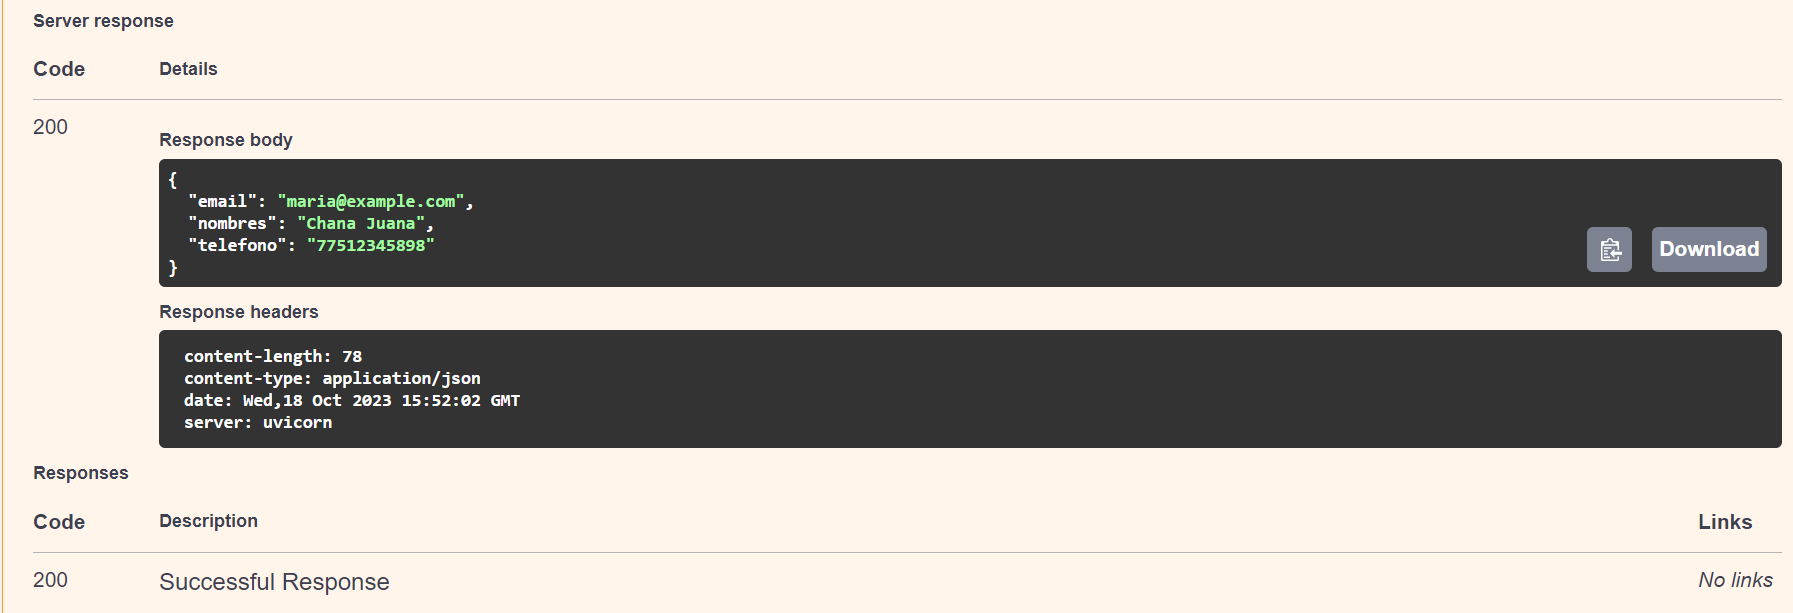 Server response
Code Details
200
Response body
{
"email": "maria@example.com",
"nombres": "Chana Juana",
"telefono": "77512345898"
}
Download
Response headers
content-length: 78
content-type: application/json
date: Wed,18 Oct 2023 15:52:02 GMT
server: uvicorn
Responses
Code Description Links
200 Successful Response No links